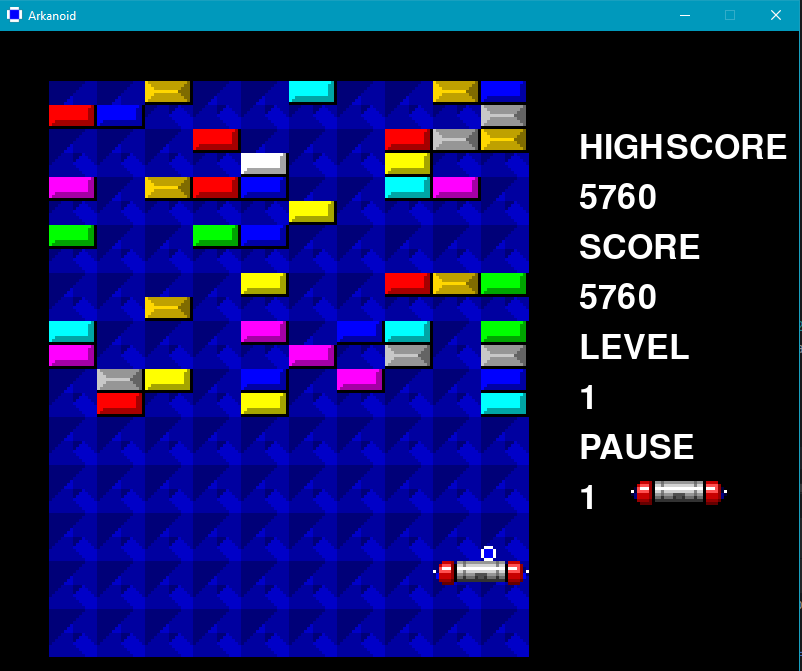 Arkanoid
HIGHSCORE
5760
SCORE
5760
LEVEL
1
PAUSE
1